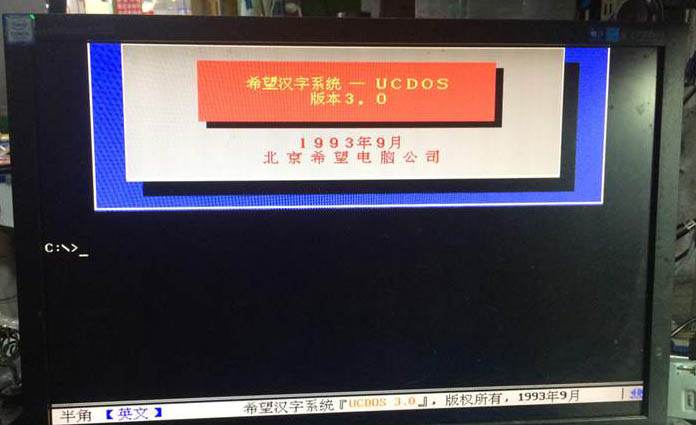 希望汉字系统 — UCDOS
版本3.0
1993年9月
北京希望电脑公司
C:\>_
半角 【英文】 希望汉字系统『UCDOS 3.0』, 版权所有, 1993年9月